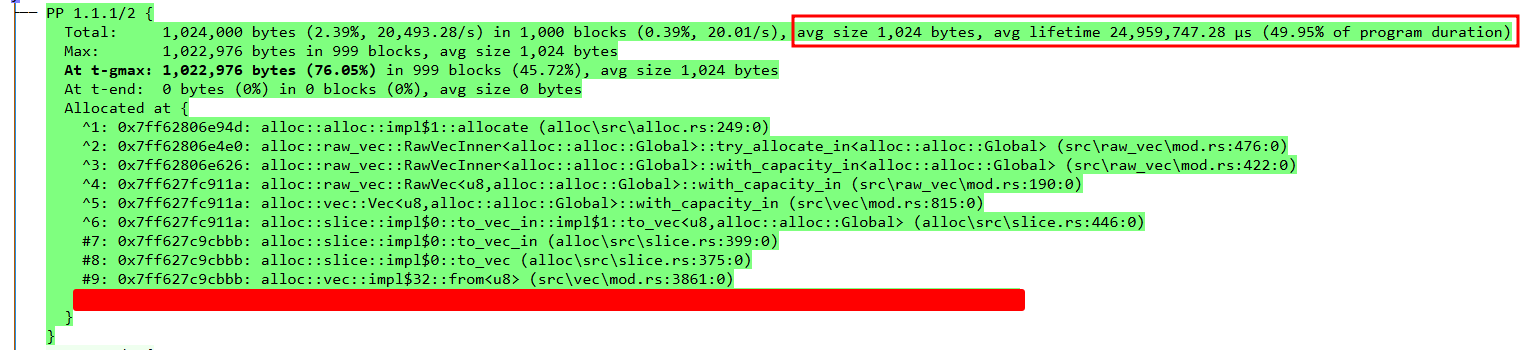 PP 1.1.1/2 {
Total: 1,024,000 bytes (2.39%, 20,493.28/s) in 1,000 blocks (0.39%, 20.01/s), avg size 1,024 bytes, avg lifetime 24,959,747.28 µs (49.95% of program duration)
Max: 1,022,976 bytes in 999 blocks, avg size 1,024 bytes
At t-gmax: 1,022,976 bytes (76.05%) in 999 blocks (45.72%), avg size 1,024 bytes
At t-end: 0 bytes (0%) in 0 blocks (0%), avg size 0 bytes
Allocated at {
^1: 0x7ff62806e94d: alloc::alloc::impl$1::allocate (alloc\src\alloc.rs:249:0)
^2: 0x7ff62806e4e0: alloc::raw_vec::RawVecInner<alloc::alloc::Global>::try_allocate_in<alloc::alloc::Global> (src\raw_vec\mod.rs:476:0)
^3: 0x7ff62806e626: alloc::raw_vec::RawVecInner<alloc::alloc::Global>::with_capacity_in<alloc::alloc::Global> (src\raw_vec\mod.rs:422:0)
^4: 0x7ff627fc911a: alloc::raw_vec::RawVec<u8,alloc::alloc::Global>::with_capacity_in (src\raw_vec\mod.rs:190:0)
^5: 0x7ff627fc911a: alloc::vec::Vec<u8,alloc::alloc::Global>::with_capacity_in (src\vec\mod.rs:815:0)
^6: 0x7ff627fc911a: alloc::slice::impl$0::to_vec_in::impl$1::to_vec<u8,alloc::alloc::Global> (alloc\src\slice.rs:446:0)
#7: 0x7ff627c9cbbb: alloc::slice::impl$0::to_vec_in (alloc\src\slice.rs:399:0)
#8: 0x7ff627c9cbbb: alloc::slice::impl$0::to_vec (alloc\src\slice.rs:375:0)
#9: 0x7ff627c9cbbb: alloc::vec::impl$32::from<u8> (src\vec\mod.rs:3861:0)
}
}